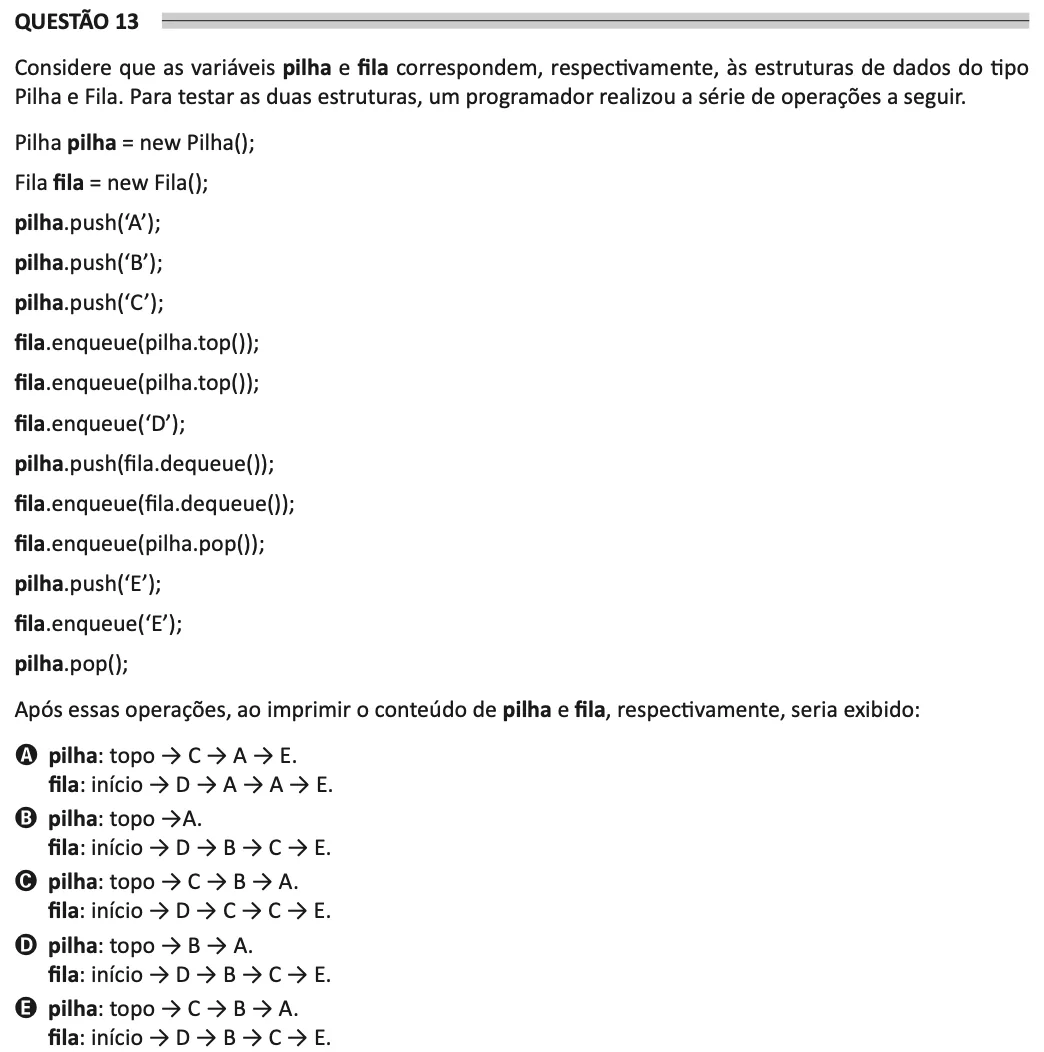 QUESTÃO 13
Considere que as variáveis pilha e fila correspondem, respectivamente, às estruturas de dados do tipo
Pilha e Fila. Para testar as duas estruturas, um programador realizou a série de operações a seguir.
Pilha pilha = new Pilha();
Fila fila = new Fila();
pilha.push(‘A’);
pilha.push(‘B’);
pilha.push(‘C’);
fila.enqueue(pilha.top());
fila.enqueue(pilha.top());
fila.enqueue(‘D’);
pilha.push(fila.dequeue());
fila.enqueue(fila.dequeue());
fila.enqueue(pilha.pop());
pilha.push(‘E’);
fila.enqueue(‘E’);
pilha.pop();
Após essas operações, ao imprimir o conteúdo de pilha e fila, respectivamente, seria exibido:
A pilha: topo → C → A → E.
fila: início → D → A → A → E.
B pilha: topo →A.
fila: início → D → B → C → E.
C pilha: topo → C → B → A.
fila: início → D → C → C → E.
D pilha: topo → B → A.
fila: início → D → B → C → E.
E pilha: topo → C → B → A.
fila: início → D → B → C → E.